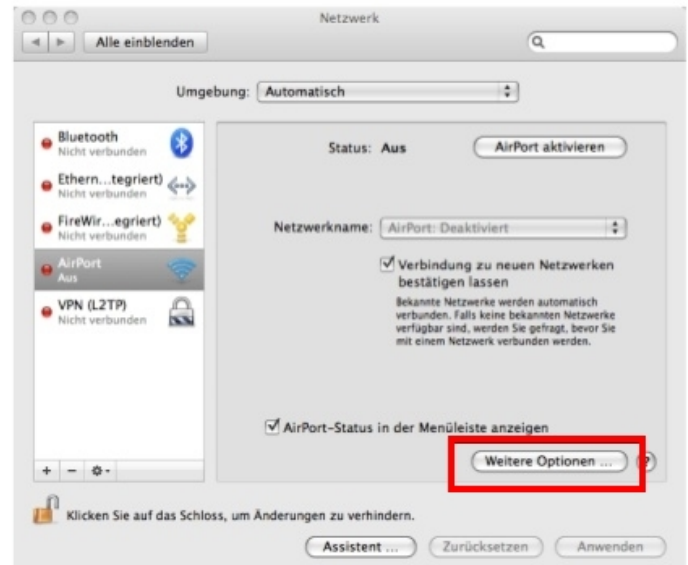 Netzwerk
Alle einblenden
Umgebung: Automatisch
Bluetooth
Nicht verbunden
Ethern...tegriert)
Nicht verbunden
FireWir...egriert)
Nicht verbunden
AirPort
Aus
VPN (L2TP)
Nicht verbunden
Status: Aus
AirPort aktivieren
Netzwerkname: AirPort: Deaktiviert
Verbindung zu neuen Netzwerken
bestätigen lassen
Bekannte Netzwerke werden automatisch
verbunden. Falls keine bekannten Netzwerke
verfügbar sind, werden Sie gefragt, bevor Sie
mit einem Netzwerk verbunden werden.
AirPort-Status in der Menüleiste anzeigen
Weitere Optionen ... ?
+ −
Klicken Sie auf das Schloss, um Änderungen zu verhindern.
Assistent ... Zurücksetzen Anwenden